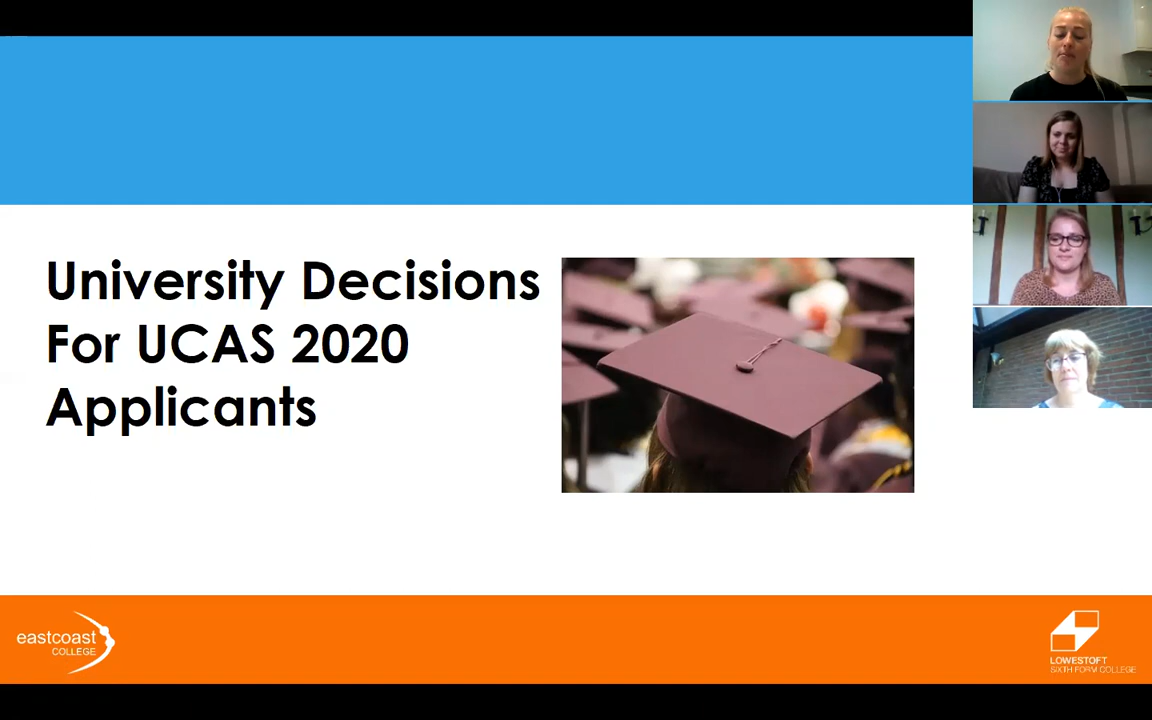 University Decisions
For UCAS 2020
Applicants
eastcoast
COLLEGE
LOWESTOFT
SIXTH FORM COLLEGE